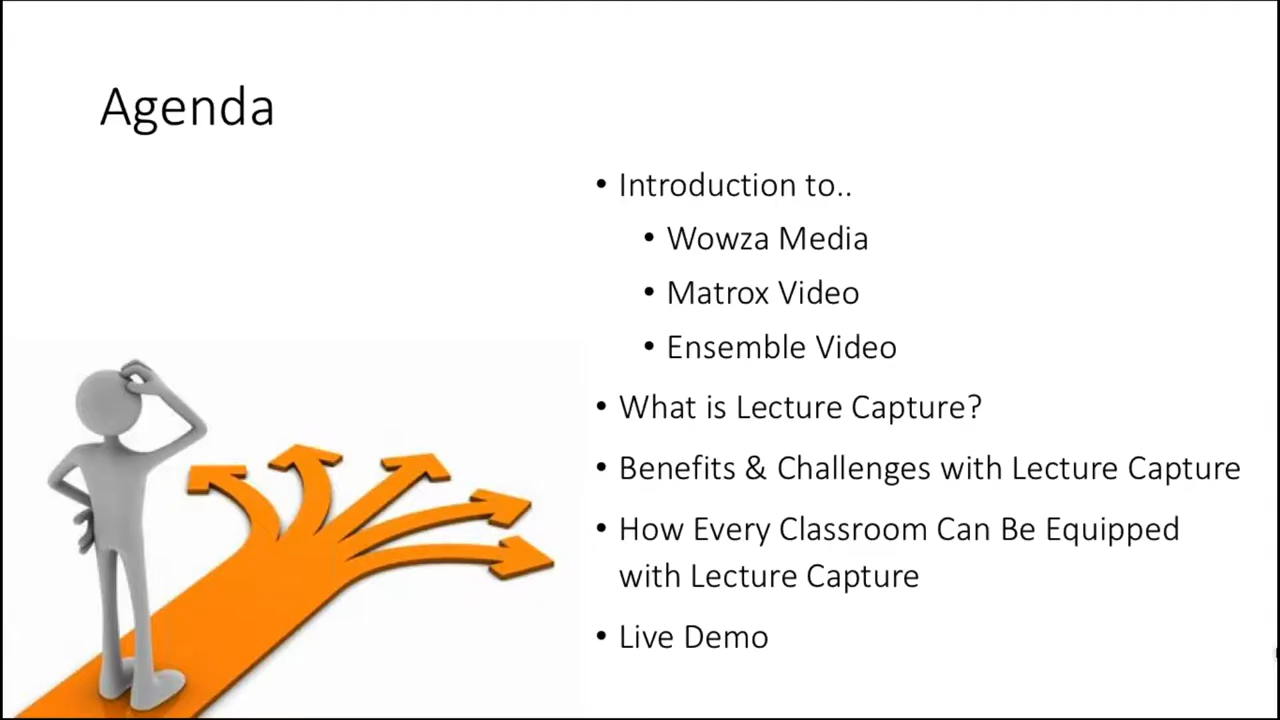 Agenda
• Introduction to..
• Wowza Media
• Matrox Video
• Ensemble Video
• What is Lecture Capture?
• Benefits & Challenges with Lecture Capture
• How Every Classroom Can Be Equipped
with Lecture Capture
• Live Demo